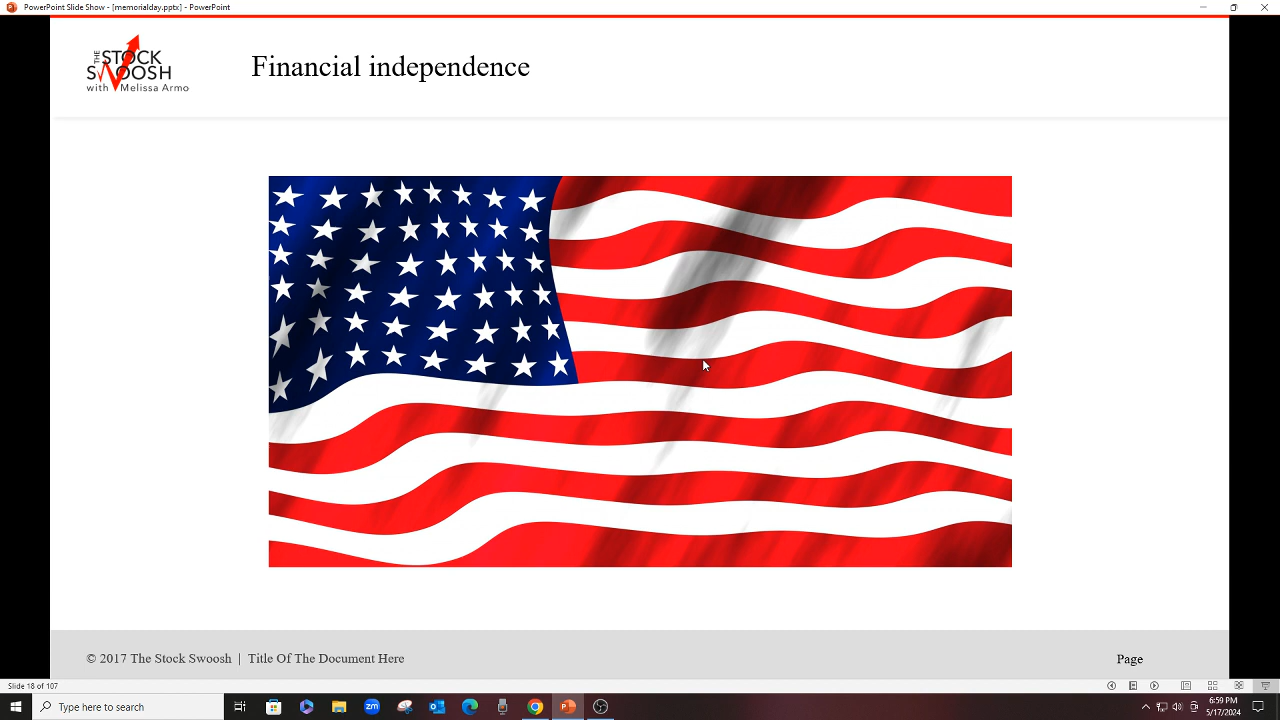 PowerPoint Slide Show - [memorialday.pptx] - PowerPoint
THE STOCK
SWOOSH
with Melissa Armo
Financial independence
© 2017 The Stock Swoosh | Title Of The Document Here
Page
Slide 18 of 107
Type here to search
zm
6:59 PM
5/17/2024